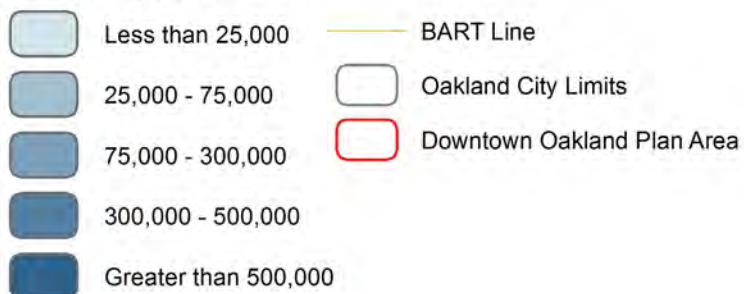 Less than 25,000
25,000 - 75,000
75,000 - 300,000
300,000 - 500,000
Greater than 500,000
BART Line
Oakland City Limits
Downtown Oakland Plan Area